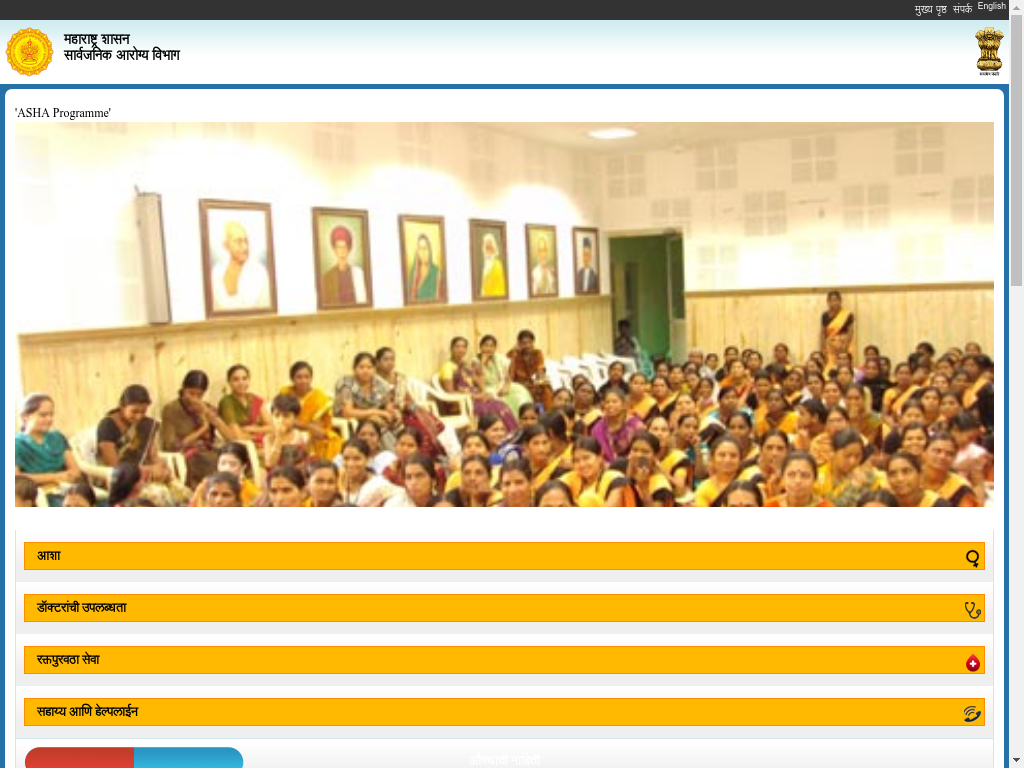 मुख्य पृष्ठ संपर्क English
महाराष्ट्र शासन
सार्वजनिक आरोग्य विभाग
'ASHA Programme'
आशा
डॉक्टरांची उपलब्धता
रक्तपुरवठा सेवा
सहाय्य आणि हेल्पलाईन